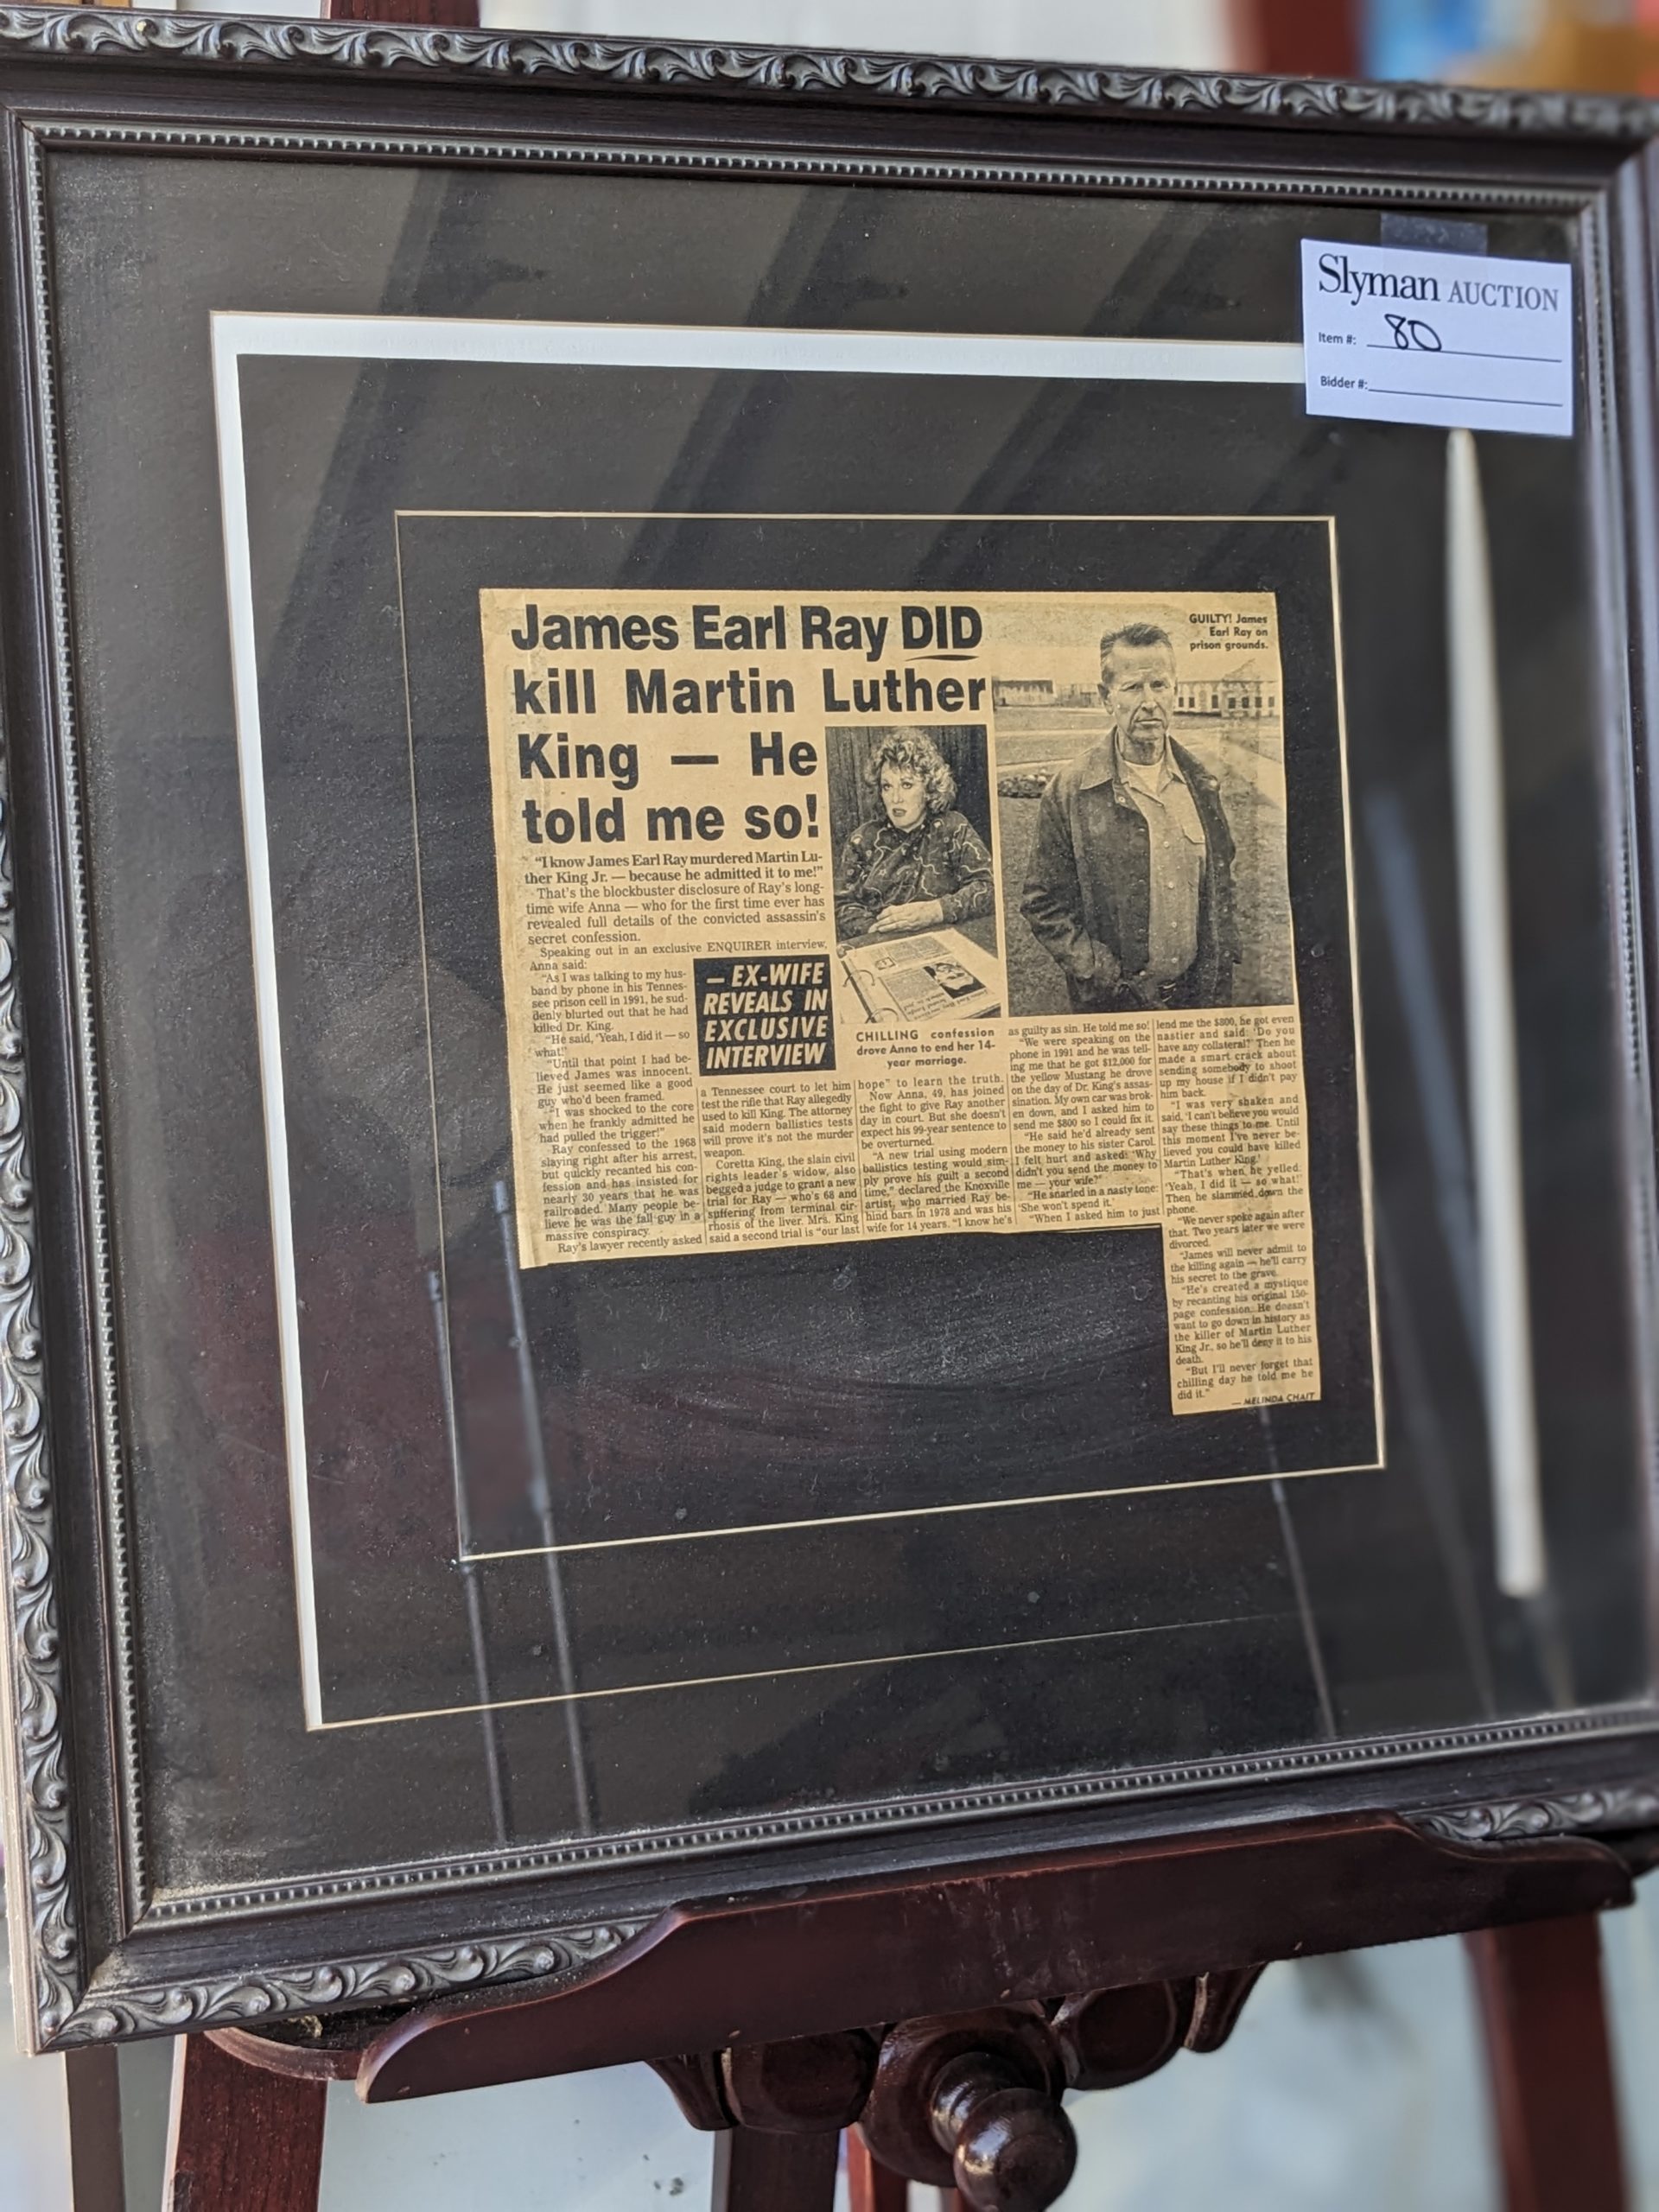 Slyman AUCTION
Item #: 80
Bidder #:
James Earl Ray DID
kill Martin Luther
King — He
told me so!
GUILTY! James
Earl Ray on
prison grounds.
"I know James Earl Ray murdered Martin Lu-
ther King Jr. — because he admitted it to me!"
That's the blockbuster disclosure of Ray's long-
time wife Anna — who for the first time ever has
revealed full details of the convicted assassin's
secret confession.
Speaking out in an exclusive ENQUIRER interview,
Anna said:
"As I was talking to my hus-
band by phone in his Tennes-
see prison cell in 1991, he sud-
denly blurted out that he had
killed Dr. King.
"He said, 'Yeah, I did it — so
what!'
"Until that point I had be-
lieved James was innocent.
He just seemed like a good
guy who'd been framed.
"I was shocked to the core
when he frankly admitted he
had pulled the trigger!"
Ray confessed to the 1968
slaying right after his arrest,
but quickly recanted his con-
fession and has insisted for
nearly 30 years that he was
railroaded. Many people be-
lieve he was the fall guy in a
massive conspiracy.
Ray's lawyer recently asked
— EX-WIFE
REVEALS IN
EXCLUSIVE
INTERVIEW
a Tennessee court to let him
test the rifle that Ray allegedly
used to kill King. The attorney
said modern ballistics tests
will prove it's not the murder
weapon.
Coretta King, the slain civil
rights leader's widow, also
begged a judge to grant a new
trial for Ray — who's 68 and
suffering from terminal cir-
rhosis of the liver. Mrs. King
said a second trial is "our last
CHILLING confession
drove Anna to end her 14-
year marriage.
hope" to learn the truth.
Now Anna, 49, has joined
the fight to give Ray another
day in court. But she doesn't
expect his 99-year sentence to
be overturned.
"A new trial using modern
ballistics testing would sim-
ply prove his guilt a second
time," declared the Knoxville
artist, who married Ray be-
hind bars in 1978 and was his
wife for 14 years. "I know he's
as guilty as sin. He told me so!
"We were speaking on the
phone in 1991 and he was tell-
ing me that he got $12,000 for
the yellow Mustang he drove
on the day of Dr. King's assas-
sination. My own car was brok-
en down, and I asked him to
send me $800 so I could fix it.
"He said he'd already sent
the money to his sister Carol.
I felt hurt and asked: 'Why
didn't you send the money to
me — your wife?'
"He snarled in a nasty tone:
'She won't spend it.'
"When I asked him to just
lend me the $800, he got even
nastier and said: 'Do you
have any collateral?' Then he
made a smart crack about
sending somebody to shoot
up my house if I didn't pay
him back.
"I was very shaken and
said, 'I can't believe you would
say these things to me. Until
this moment I've never be-
lieved you could have killed
Martin Luther King.'
"That's when he yelled:
'Yeah, I did it — so what!'
Then he slammed down the
phone.
"We never spoke again after
that. Two years later we were
divorced.
"James will never admit to
the killing again — he'll carry
his secret to the grave.
"He's created a mystique
by recanting his original 150-
page confession. He doesn't
want to go down in history as
the killer of Martin Luther
King Jr., so he'll deny it to his
death.
"But I'll never forget that
chilling day he told me he
did it."
— MELINDA CHAIT